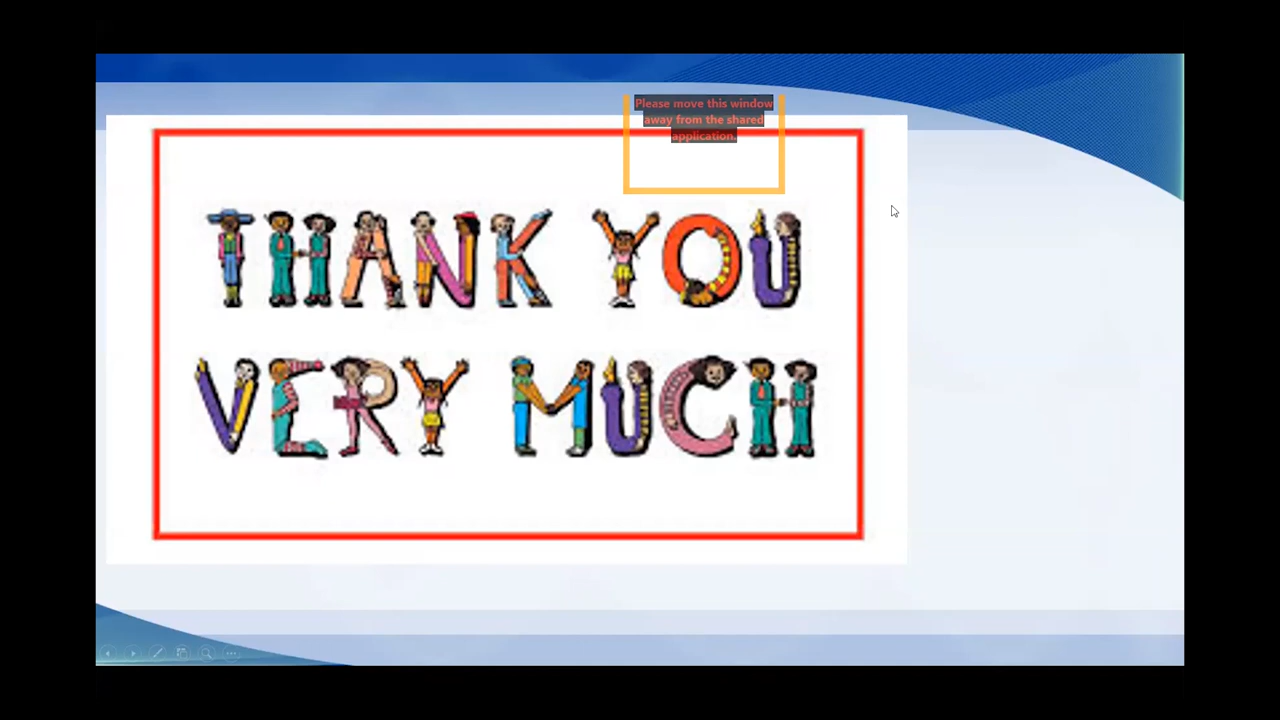 Please move this window
away from the shared
application.
THANK YOU
VERY MUCH